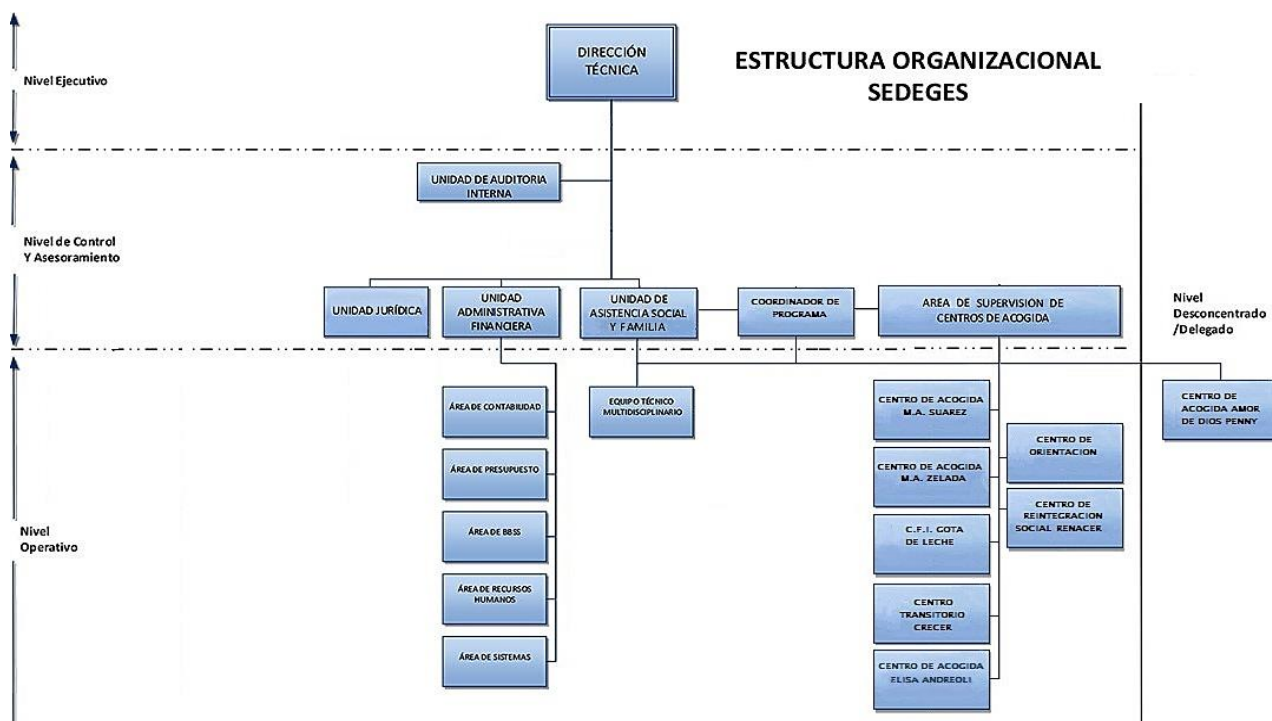 DIRECCIÓN
TÉCNICA
ESTRUCTURA ORGANIZACIONAL
SEDEGES
Nivel Ejecutivo
UNIDAD DE AUDITORIA
INTERNA
Nivel de Control
Y Asesoramiento
UNIDAD JURÍDICA
UNIDAD
ADMINISTRATIVA
FINANCIERA
UNIDAD DE
ASISTENCIA SOCIAL
Y FAMILIA
COORDINADOR DE
PROGRAMA
AREA DE SUPERVISION DE
CENTROS DE ACOGIDA
Nivel
Desconcentrado
/Delegado
Nivel
Operativo
ÁREA DE CONTABILIDAD
ÁREA DE PRESUPUESTO
ÁREA DE BBSS
ÁREA DE RECURSOS
HUMANOS
ÁREA DE SISTEMAS
EQUIPO TÉCNICO
MULTIDISCIPLINARIO
CENTRO DE ACOGIDA
M.A. SUAREZ
CENTRO DE ACOGIDA
M.A. ZELADA
C.F.I. GOTA
DE LECHE
CENTRO
TRANSITORIO
CRECER
CENTRO DE ACOGIDA
ELISA ANDREOLI
CENTRO DE
ORIENTACION
CENTRO DE
REINTEGRACION
SOCIAL RENACER
CENTRO DE
ACOGIDA AMOR
DE DIOS PENNY